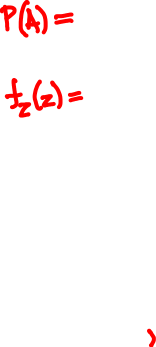 P(A) =
f_z(z) =
)